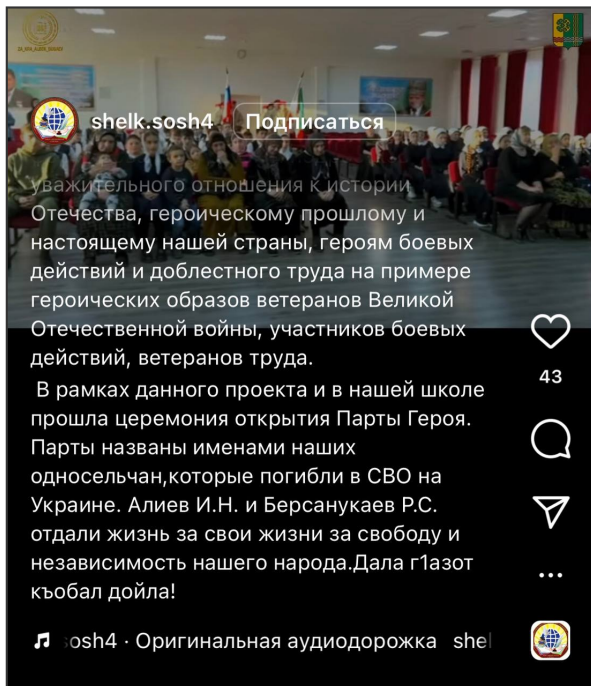 shelk.sosh4 Подписаться
уважительного отношения к истории
Отечества, героическому прошлому и
настоящему нашей страны, героям боевых
действий и доблестного труда на примере
героических образов ветеранов Великой
Отечественной войны, участников боевых
действий, ветеранов труда.
В рамках данного проекта и в нашей школе
прошла церемония открытия Парты Героя.
Парты названы именами наших
односельчан,которые погибли в СВО на
Украине. Алиев И.Н. и Берсанукаев Р.С.
отдали жизнь за свои жизни за свободу и
независимость нашего народа.Дала г1азот
къобал дойла!
43
sosh4 · Оригинальная аудиодорожка shel